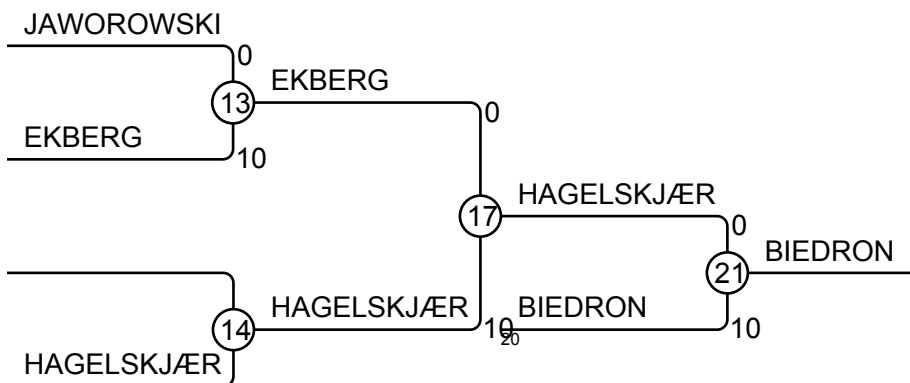 JAWOROWSKI
0
13
EKBERG
EKBERG
10
0
17
HAGELSKJÆR
0
21
BIEDRON
14
HAGELSKJÆR
HAGELSKJÆR
10
20
BIEDRON
10